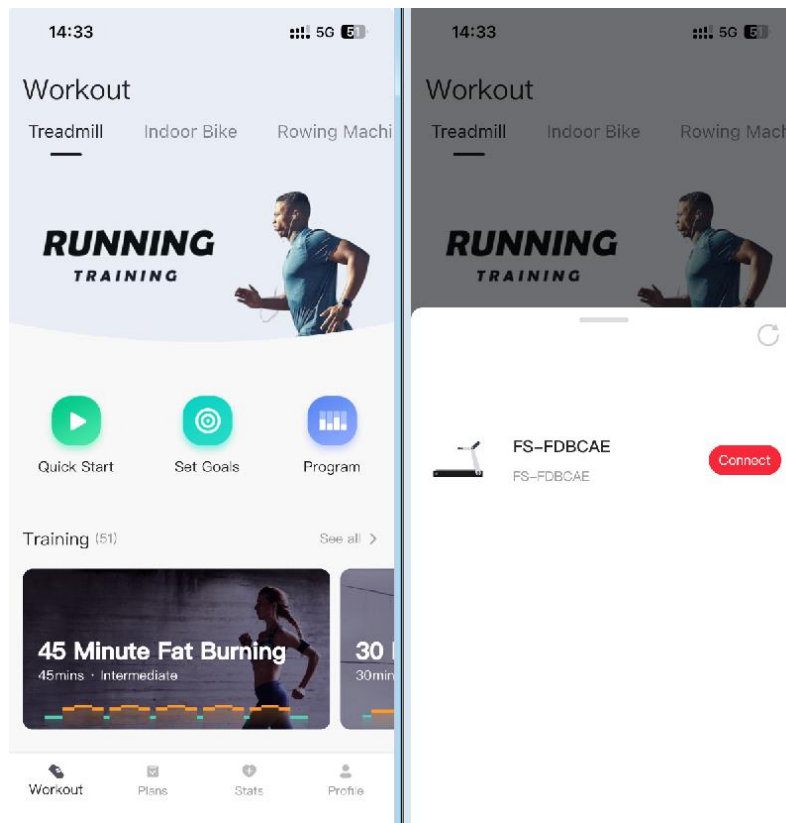 14:33 5G 51
Workout
Treadmill Indoor Bike Rowing Machi
RUNNING
TRAINING
Quick Start Set Goals Program
Training (51) See all >
45 Minute Fat Burning
45mins · Intermediate
30
30min
Workout Plans Stats Profile
14:33 5G 51
Workout
Treadmill Indoor Bike Rowing Mach
RUNNING
TRAINING
FS-FDBCAE
FS-FDBCAE
Connect